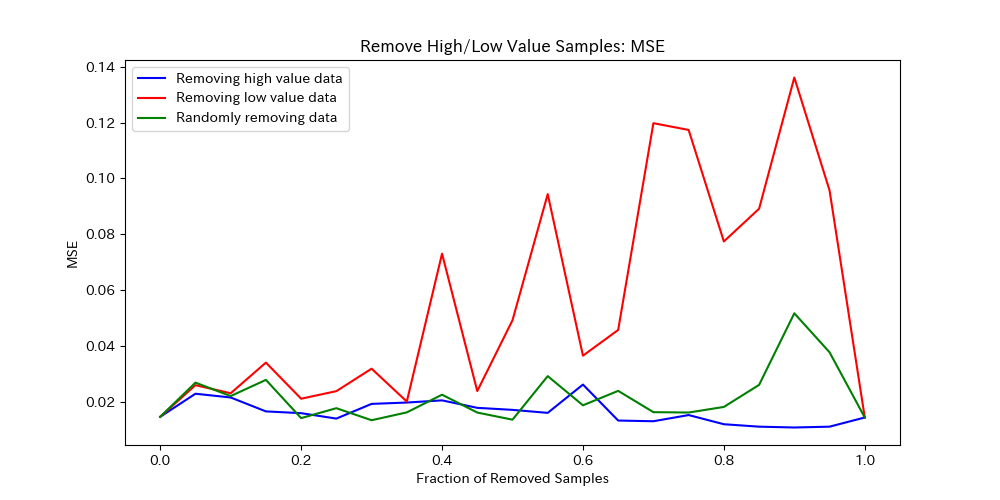 Remove High/Low Value Samples: MSE
Removing high value data
Removing low value data
Randomly removing data
MSE
0.14
0.12
0.10
0.08
0.06
0.04
0.02
0.0 0.2 0.4 0.6 0.8 1.0
Fraction of Removed Samples